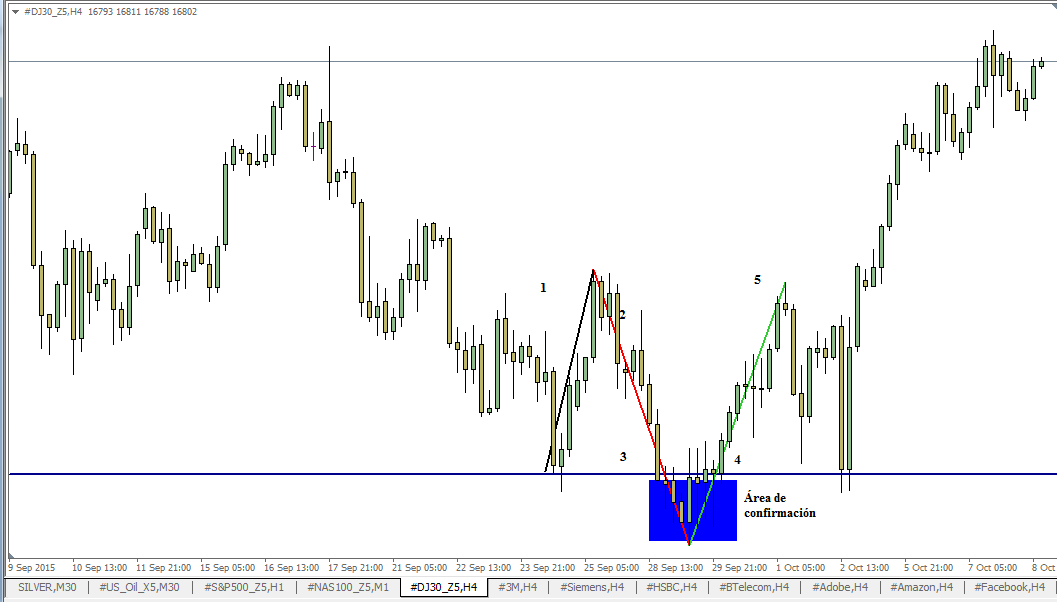 #DJ30_Z5,H4 16793 16811 16788 16802
1
5
2
3
4
Área de
confirmación
9 Sep 2015 10 Sep 13:00 11 Sep 21:00 15 Sep 05:00 16 Sep 13:00 17 Sep 21:00 21 Sep 05:00 22 Sep 13:00 23 Sep 21:00 25 Sep 05:00 28 Sep 13:00 29 Sep 21:00 1 Oct 05:00 2 Oct 13:00 5 Oct 21:00 7 Oct 05:00 8 Oct
SILVER,M30 #US_Oil_X5,M30 #S&P500_Z5,H1 #NAS100_Z5,M1 #DJ30_Z5,H4 #3M,H4 #Siemens,H4 #HSBC,H4 #BTelecom,H4 #Adobe,H4 #Amazon,H4 #Facebook,H4